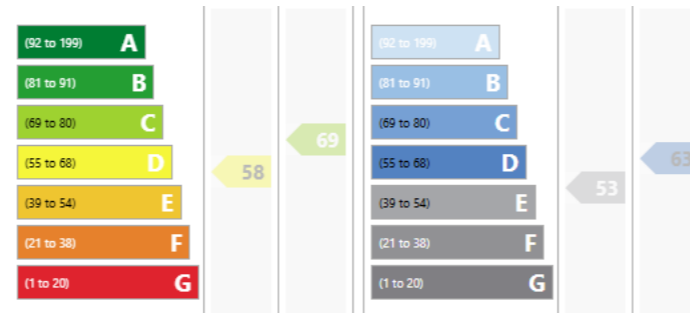 (92 to 199) A
(81 to 91) B
(69 to 80) C
(55 to 68) D
(39 to 54) E
(21 to 38) F
(1 to 20) G
58
69
(92 to 199) A
(81 to 91) B
(69 to 80) C
(55 to 68) D
(39 to 54) E
(21 to 38) F
(1 to 20) G
53
63